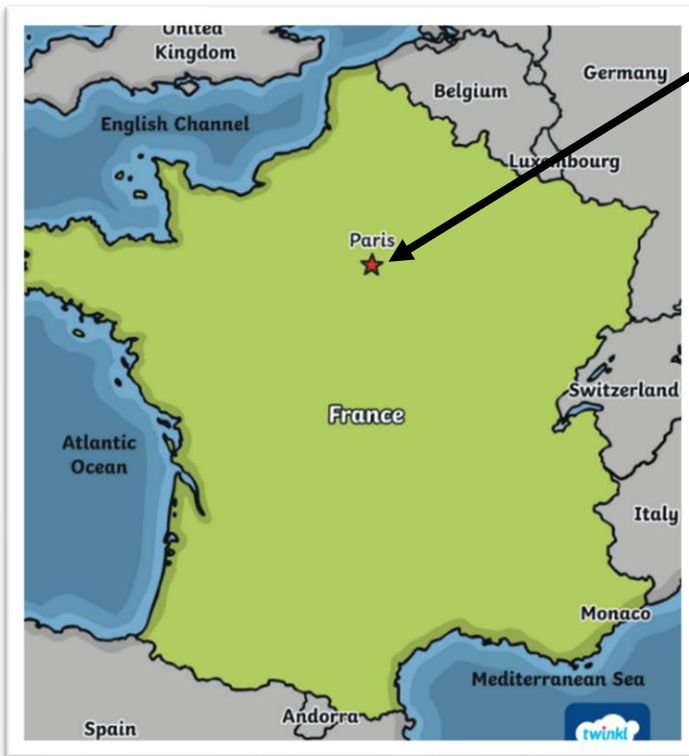 United
Kingdom
Belgium
Germany
English Channel
Luxembourg
Paris
Switzerland
France
Atlantic
Ocean
Italy
Monaco
Mediterranean Sea
Andorra
Spain
twinkl